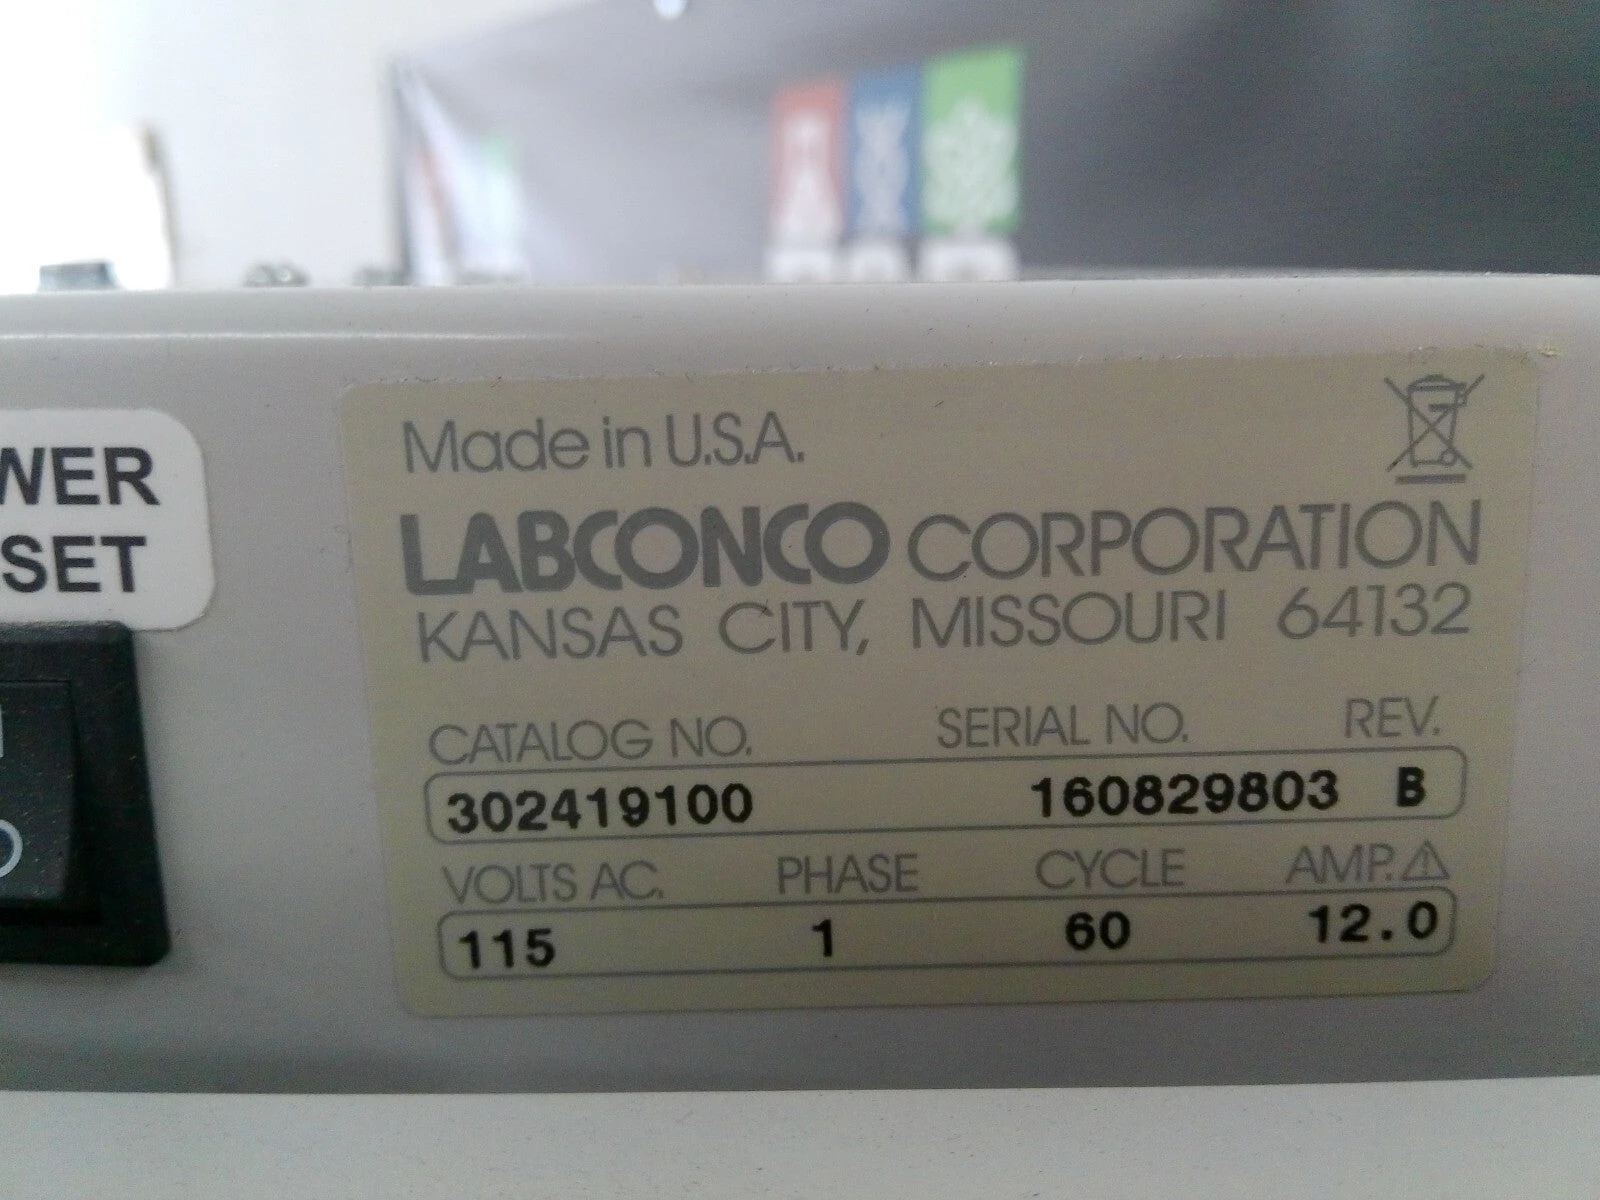 WER
SET
Made in U.S.A.
LABCONCO CORPORATION
KANSAS CITY, MISSOURI 64132
CATALOG NO. SERIAL NO. REV.
302419100 160829803 B
VOLTS AC. PHASE CYCLE AMP.
115 1 60 12.0